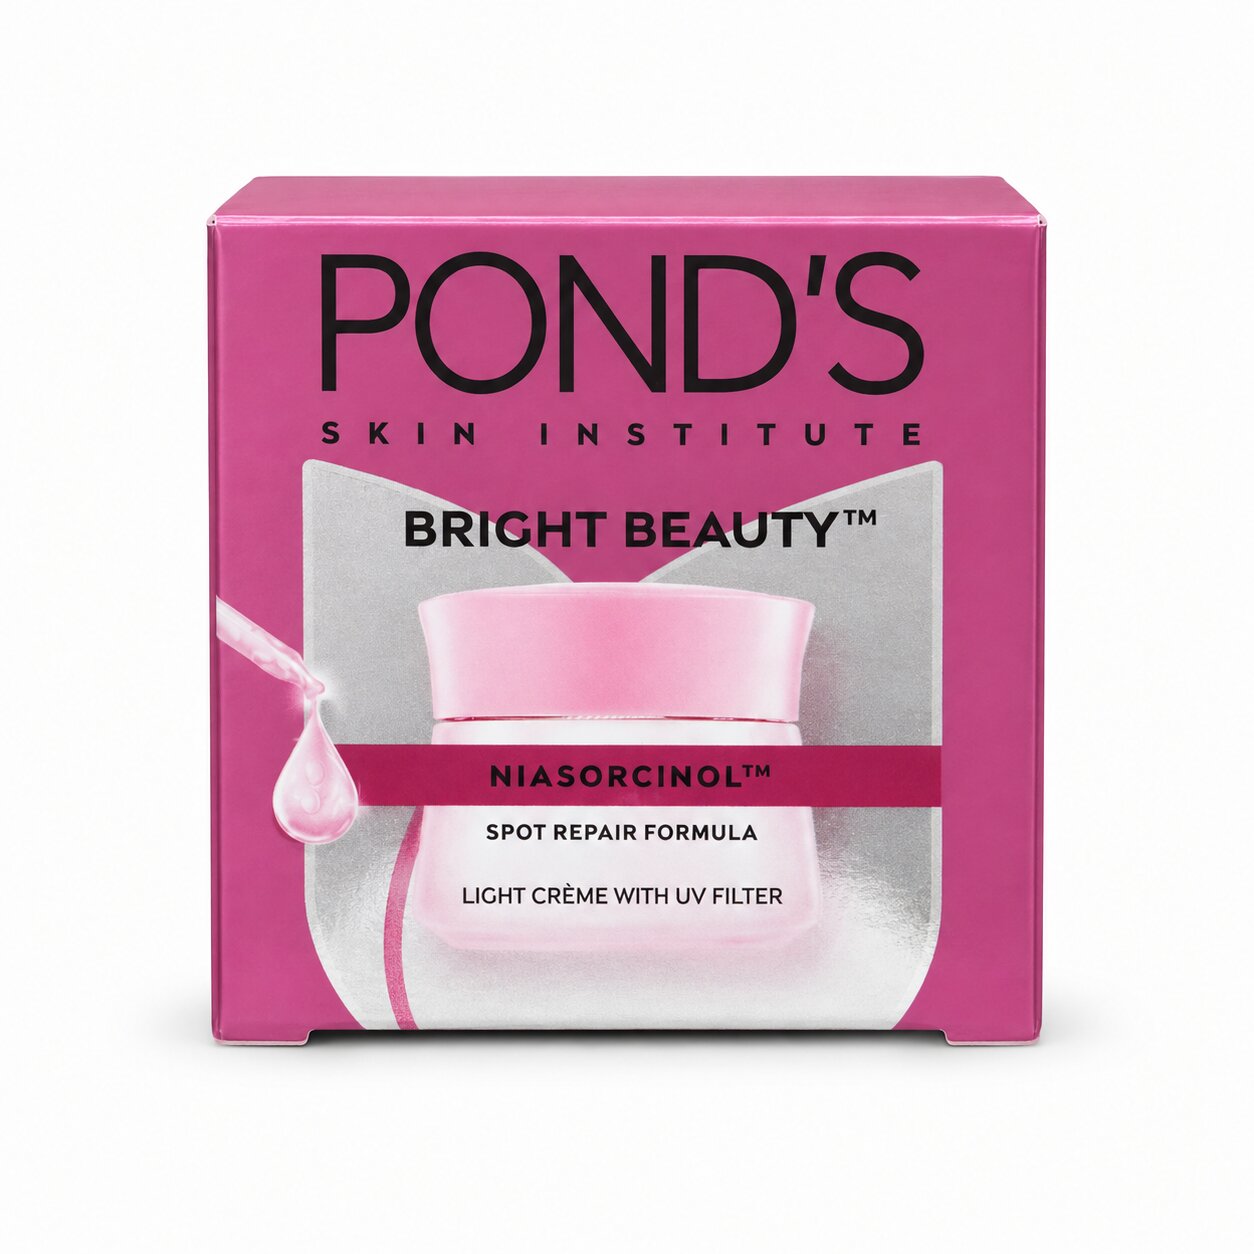 POND'S
SKIN INSTITUTE
BRIGHT BEAUTY™
NIASORCINOL™
SPOT REPAIR FORMULA
LIGHT CRÈME WITH UV FILTER